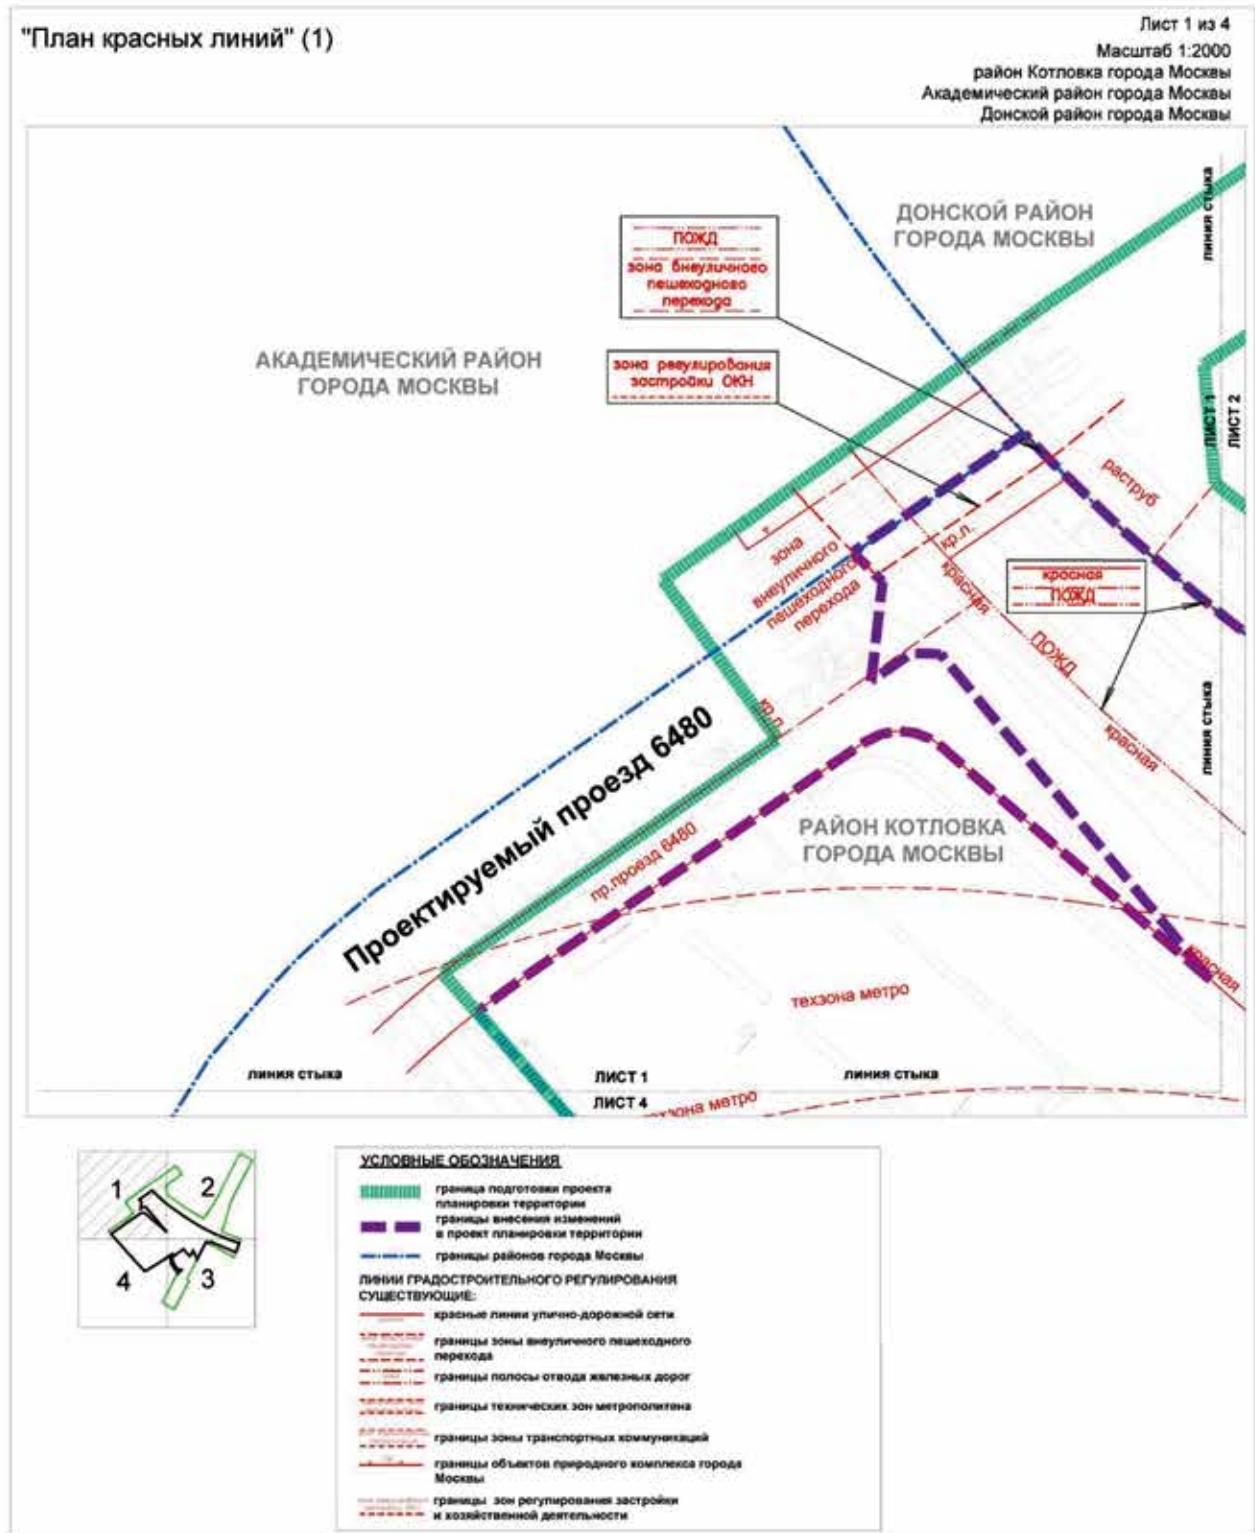 "План красных линий" (1)
Лист 1 из 4
Масштаб 1:2000
район Котловка города Москвы
Академический район города Москвы
Донской район города Москвы
ДОНСКОЙ РАЙОН
ГОРОДА МОСКВЫ
линия стыка
ПОЖД
зона внеуличного
пешеходного
перехода
АКАДЕМИЧЕСКИЙ РАЙОН
ГОРОДА МОСКВЫ
зона регулирования
застройки ОКН
ЛИСТ 1
ЛИСТ 2
раструб
зона
внеуличного
пешеходного
перехода
кр.л.
красная
красная
ПОЖД
ПОЖД
красная
кр.л.
линия стыка
Проектируемый проезд 6480
пр.проезд 6480
РАЙОН КОТЛОВКА
ГОРОДА МОСКВЫ
красная
техзона метро
линия стыка
ЛИСТ 1
линия стыка
ЛИСТ 4
техзона метро
1
2
4
3
УСЛОВНЫЕ ОБОЗНАЧЕНИЯ
граница подготовки проекта
планировки территории
границы внесения изменений
в проект планировки территории
границы районов города Москвы
ЛИНИИ ГРАДОСТРОИТЕЛЬНОГО РЕГУЛИРОВАНИЯ
СУЩЕСТВУЮЩИЕ:
красные линии улично-дорожной сети
границы зоны внеуличного пешеходного
перехода
границы полосы отвода железных дорог
границы технических зон метрополитена
границы зоны транспортных коммуникаций
границы объектов природного комплекса города
Москвы
границы зон регулирования застройки
и хозяйственной деятельности